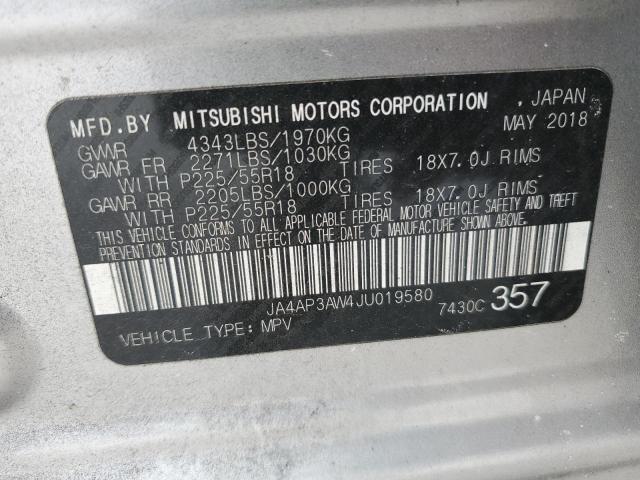 MFD.BY MITSUBISHI MOTORS CORPORATION . JAPAN
GVWR 4343LBS/1970KG MAY 2018
GAWR FR 2271LBS/1030KG
WITH P225/55R18 TIRES 18X7.0J RIMS
GAWR RR 2205LBS/1000KG
WITH P225/55R18 TIRES 18X7.0J RIMS
THIS VEHICLE CONFORMS TO ALL APPLICABLE FEDERAL MOTOR VEHICLE SAFETY AND THEFT
PREVENTION STANDARDS IN EFFECT ON THE DATE OF MANUFACTURE SHOWN ABOVE.
JA4AP3AW4JU019580
VEHICLE TYPE: MPV 7430C 357